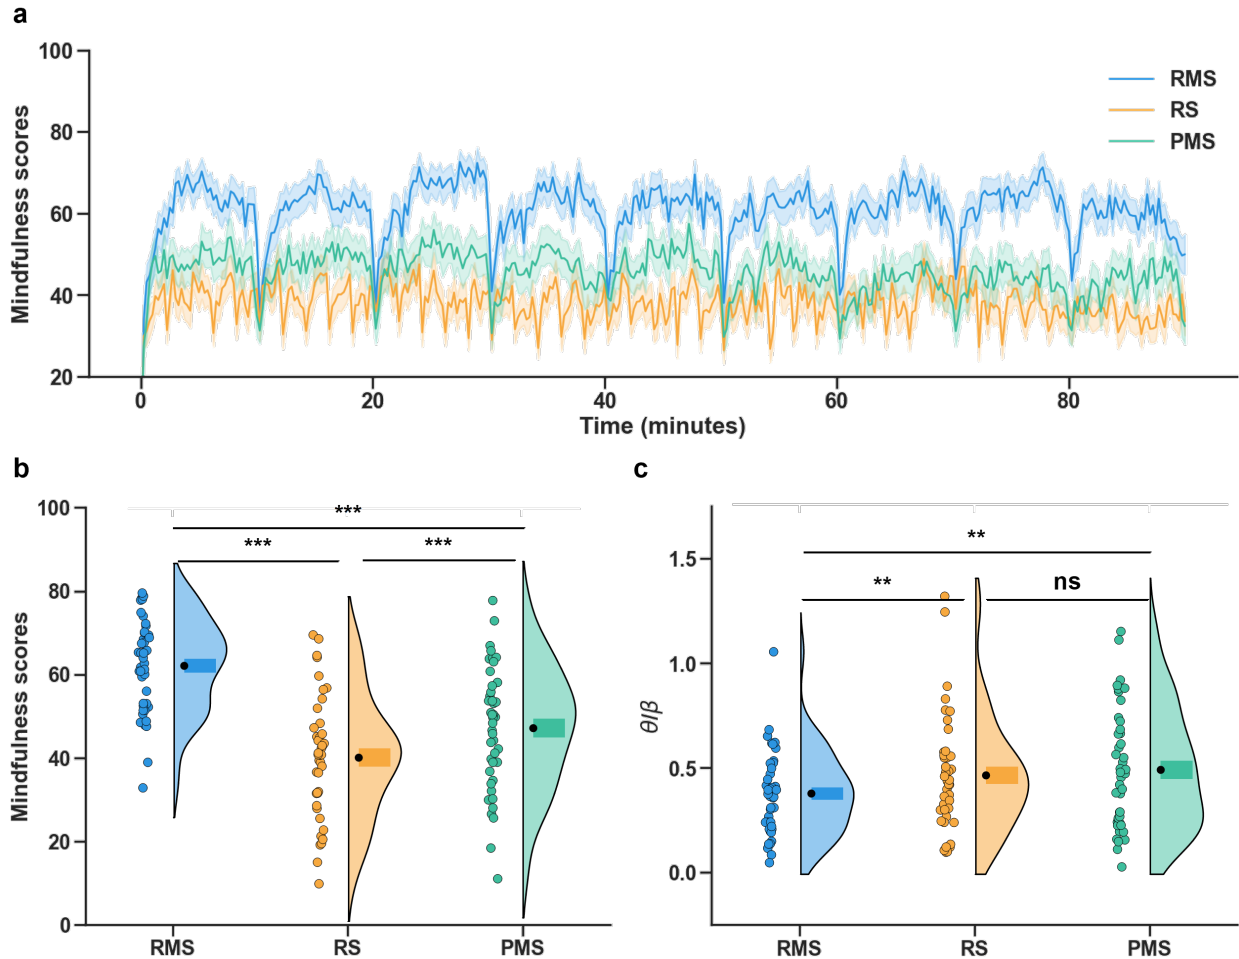 a
100
80
60
40
20
Mindfulness scores
RMS
RS
PMS
0 20 40 60 80
Time (minutes)
b
100
80
60
40
20
0
Mindfulness scores
***
*** ***
RMS RS PMS
c
1.5
1.0
0.5
0.0
θ/β
**
** ns
RMS RS PMS